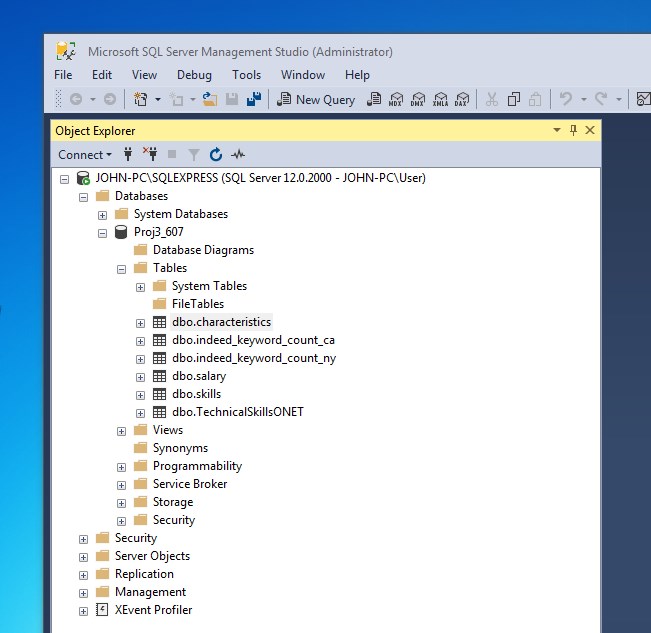 Microsoft SQL Server Management Studio (Administrator)
File Edit View Debug Tools Window Help
New Query MDX DMX XMLA DAX
Object Explorer
Connect
JOHN-PC\SQLEXPRESS (SQL Server 12.0.2000 - JOHN-PC\User)
Databases
System Databases
Proj3_607
Database Diagrams
Tables
System Tables
FileTables
dbo.characteristics
dbo.indeed_keyword_count_ca
dbo.indeed_keyword_count_ny
dbo.salary
dbo.skills
dbo.TechnicalSkillsONET
Views
Synonyms
Programmability
Service Broker
Storage
Security
Security
Server Objects
Replication
Management
XEvent Profiler